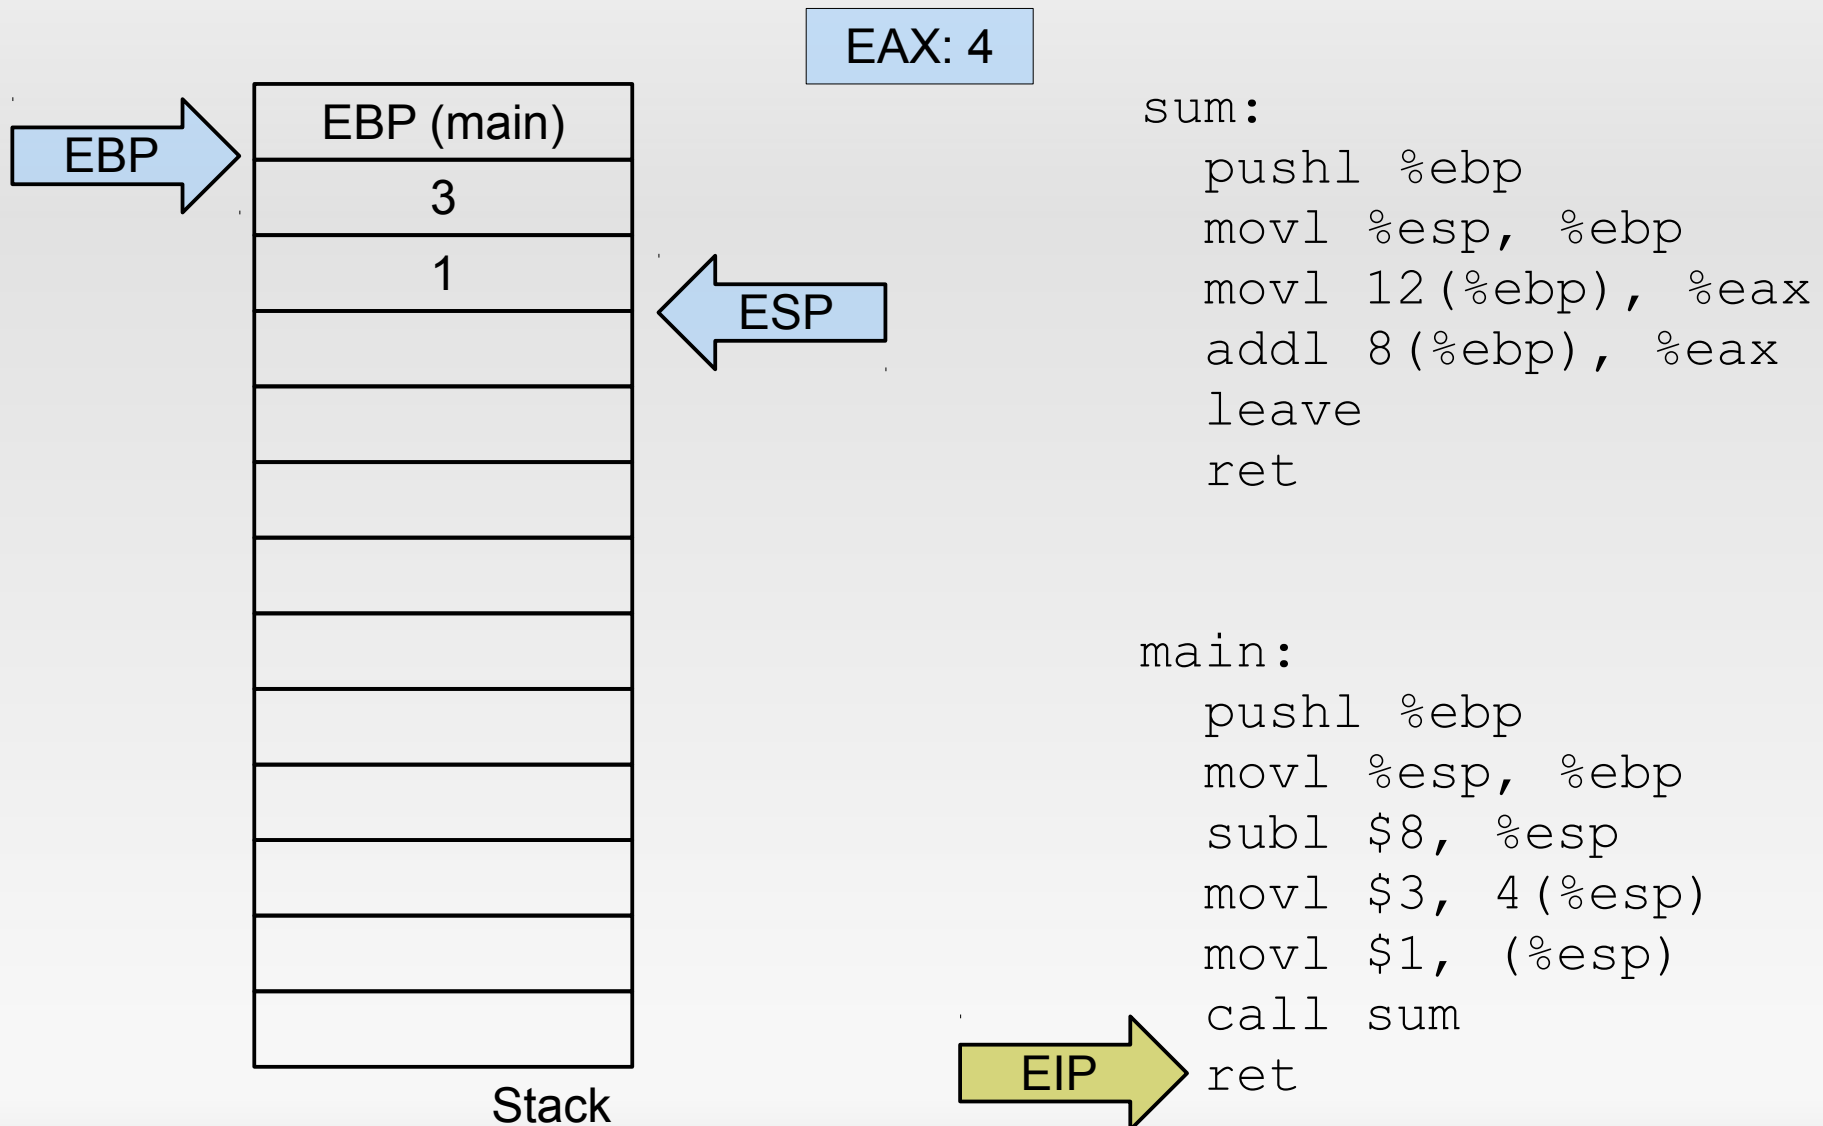 EAX: 4
EBP
EBP (main)
3
1
ESP
Stack
sum:
pushl %ebp
movl %esp, %ebp
movl 12(%ebp), %eax
addl 8(%ebp), %eax
leave
ret
main:
pushl %ebp
movl %esp, %ebp
subl $8, %esp
movl $3, 4(%esp)
movl $1, (%esp)
call sum
EIP
ret